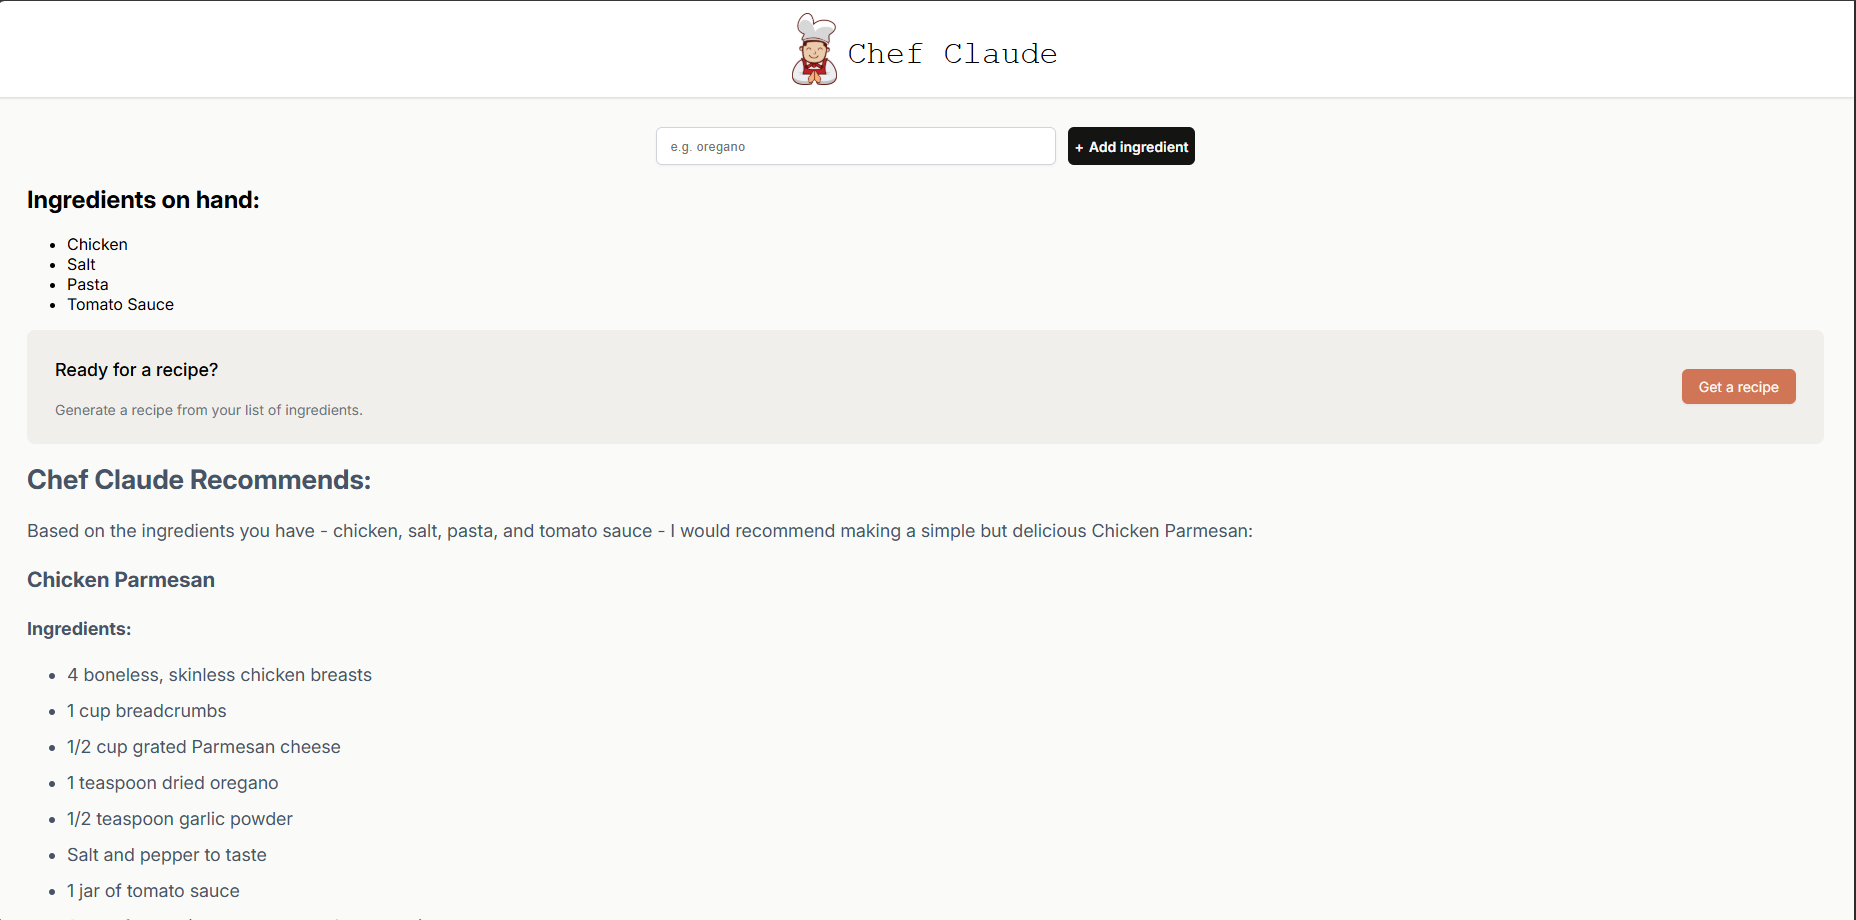 Chef Claude
e.g. oregano
+ Add ingredient
Ingredients on hand:
Chicken
Salt
Pasta
Tomato Sauce
Ready for a recipe?
Generate a recipe from your list of ingredients.
Get a recipe
Chef Claude Recommends:
Based on the ingredients you have - chicken, salt, pasta, and tomato sauce - I would recommend making a simple but delicious Chicken Parmesan:
Chicken Parmesan
Ingredients:
4 boneless, skinless chicken breasts
1 cup breadcrumbs
1/2 cup grated Parmesan cheese
1 teaspoon dried oregano
1/2 teaspoon garlic powder
Salt and pepper to taste
1 jar of tomato sauce